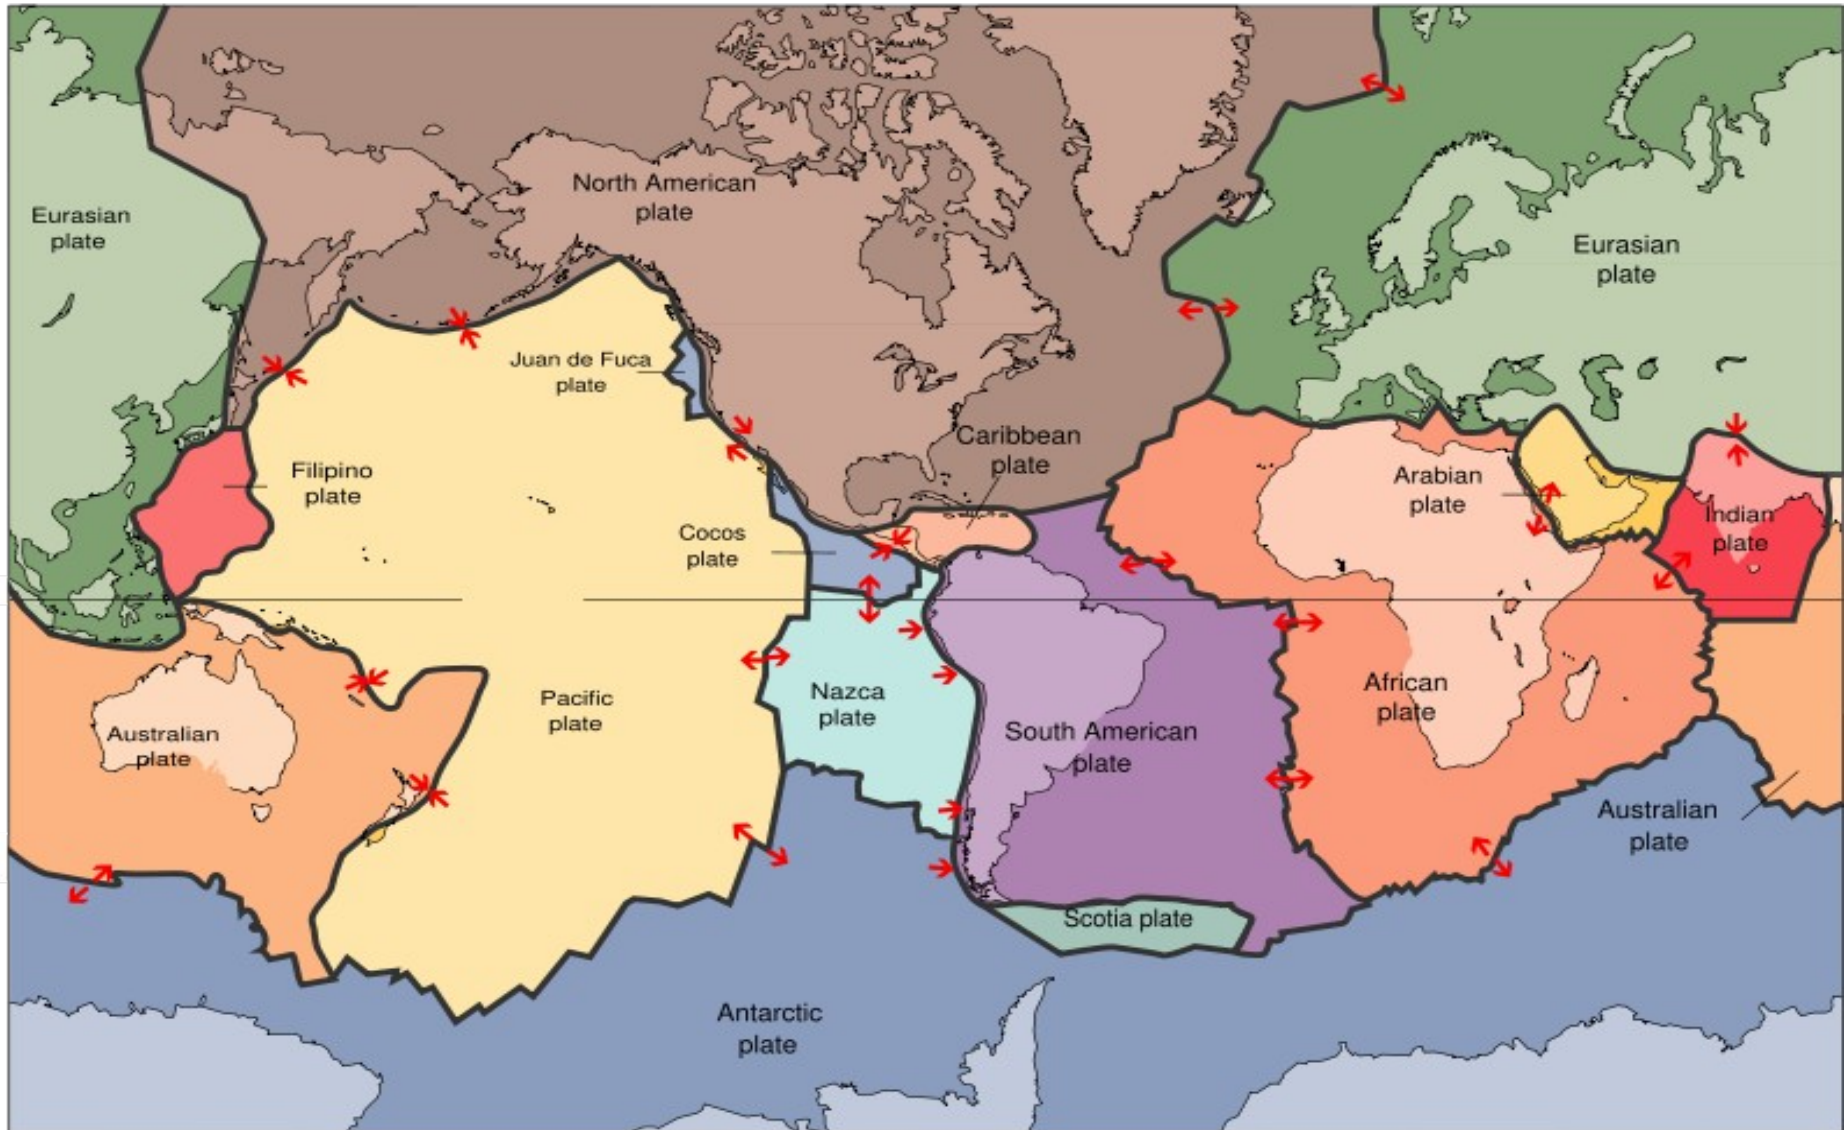 North American
plate
Eurasian
plate
Eurasian
plate
Juan de Fuca
plate
Caribbean
plate
Filipino
plate
Arabian
plate
Indian
plate
Cocos
plate
Nazca
plate
African
plate
Pacific
plate
South American
plate
Australian
plate
Australian
plate
Scotia plate
Antarctic
plate